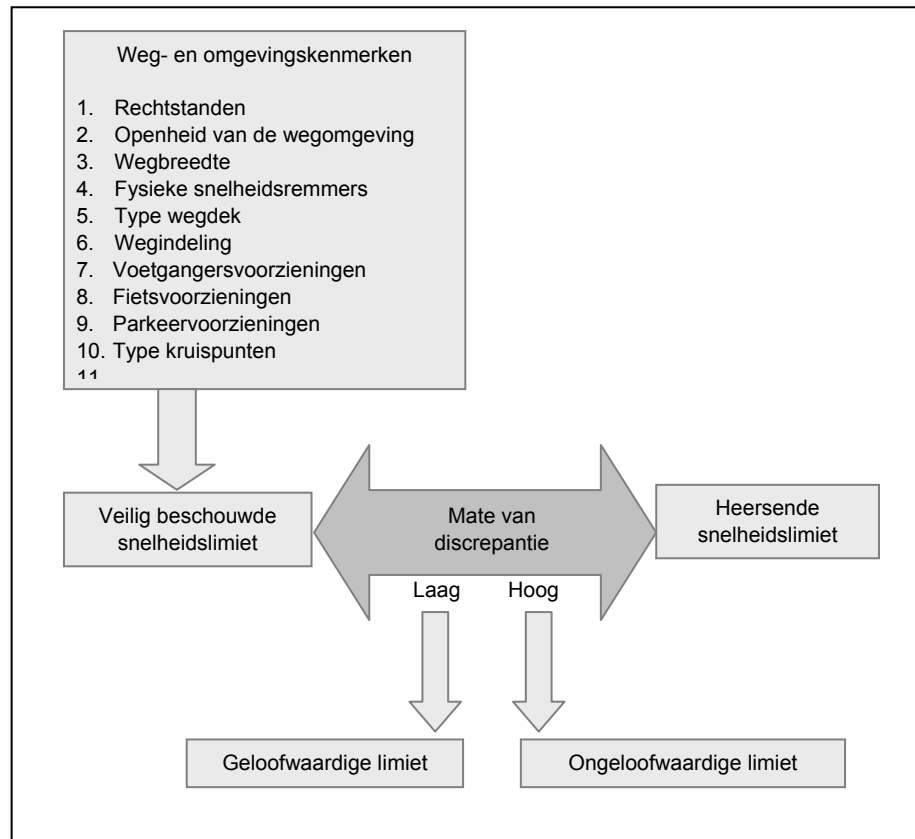 Weg- en omgevingskenmerken
1. Rechtstanden
2. Openheid van de wegomgeving
3. Wegbreedte
4. Fysieke snelheidsremmers
5. Type wegdek
6. Wegindeling
7. Voetgangersvoorzieningen
8. Fietsvoorzieningen
9. Parkeervoorzieningen
10. Type kruispunten
11
Veilig beschouwde
snelheidslimiet
Mate van
discrepantie
Heersende
snelheidslimiet
Laag Hoog
Geloofwaardige limiet
Ongeloofwaardige limiet